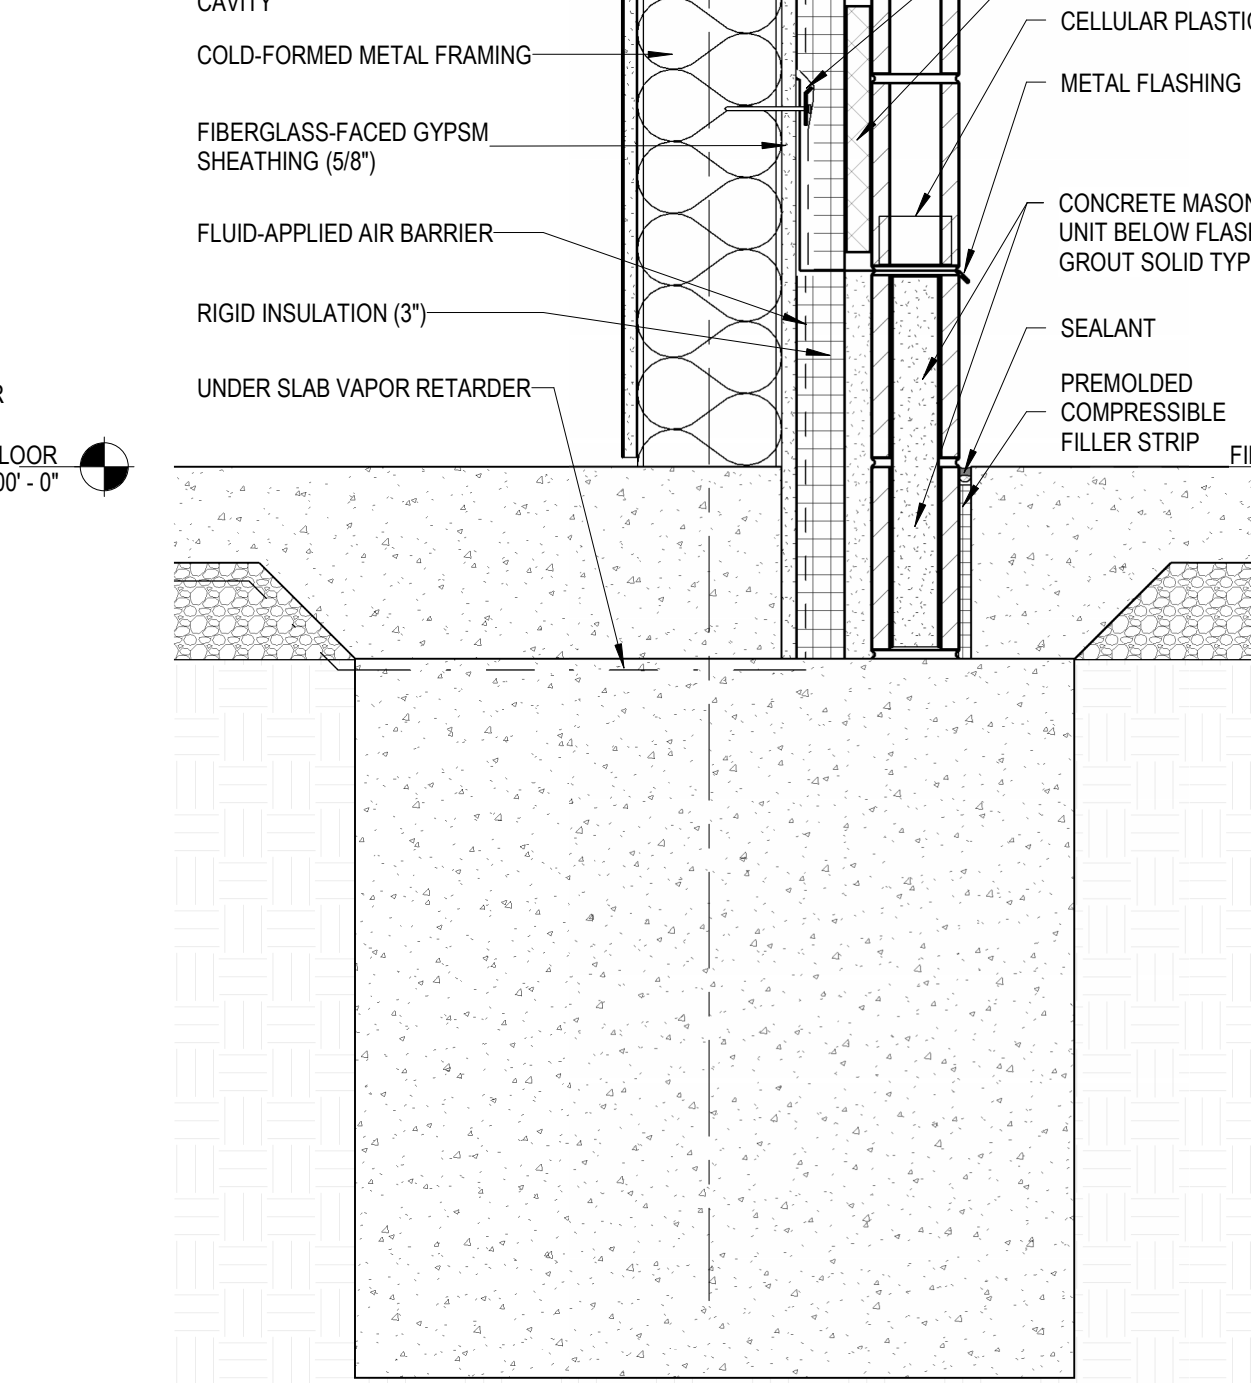 CAVITY
COLD-FORMED METAL FRAMING
FIBERGLASS-FACED GYPSM
SHEATHING (5/8")
FLUID-APPLIED AIR BARRIER
RIGID INSULATION (3")
UNDER SLAB VAPOR RETARDER
R
LOOR
00' - 0"
CELLULAR PLASTIC
METAL FLASHING
CONCRETE MASON
UNIT BELOW FLASH
GROUT SOLID TYP
SEALANT
PREMOLDED
COMPRESSIBLE
FILLER STRIP
FI